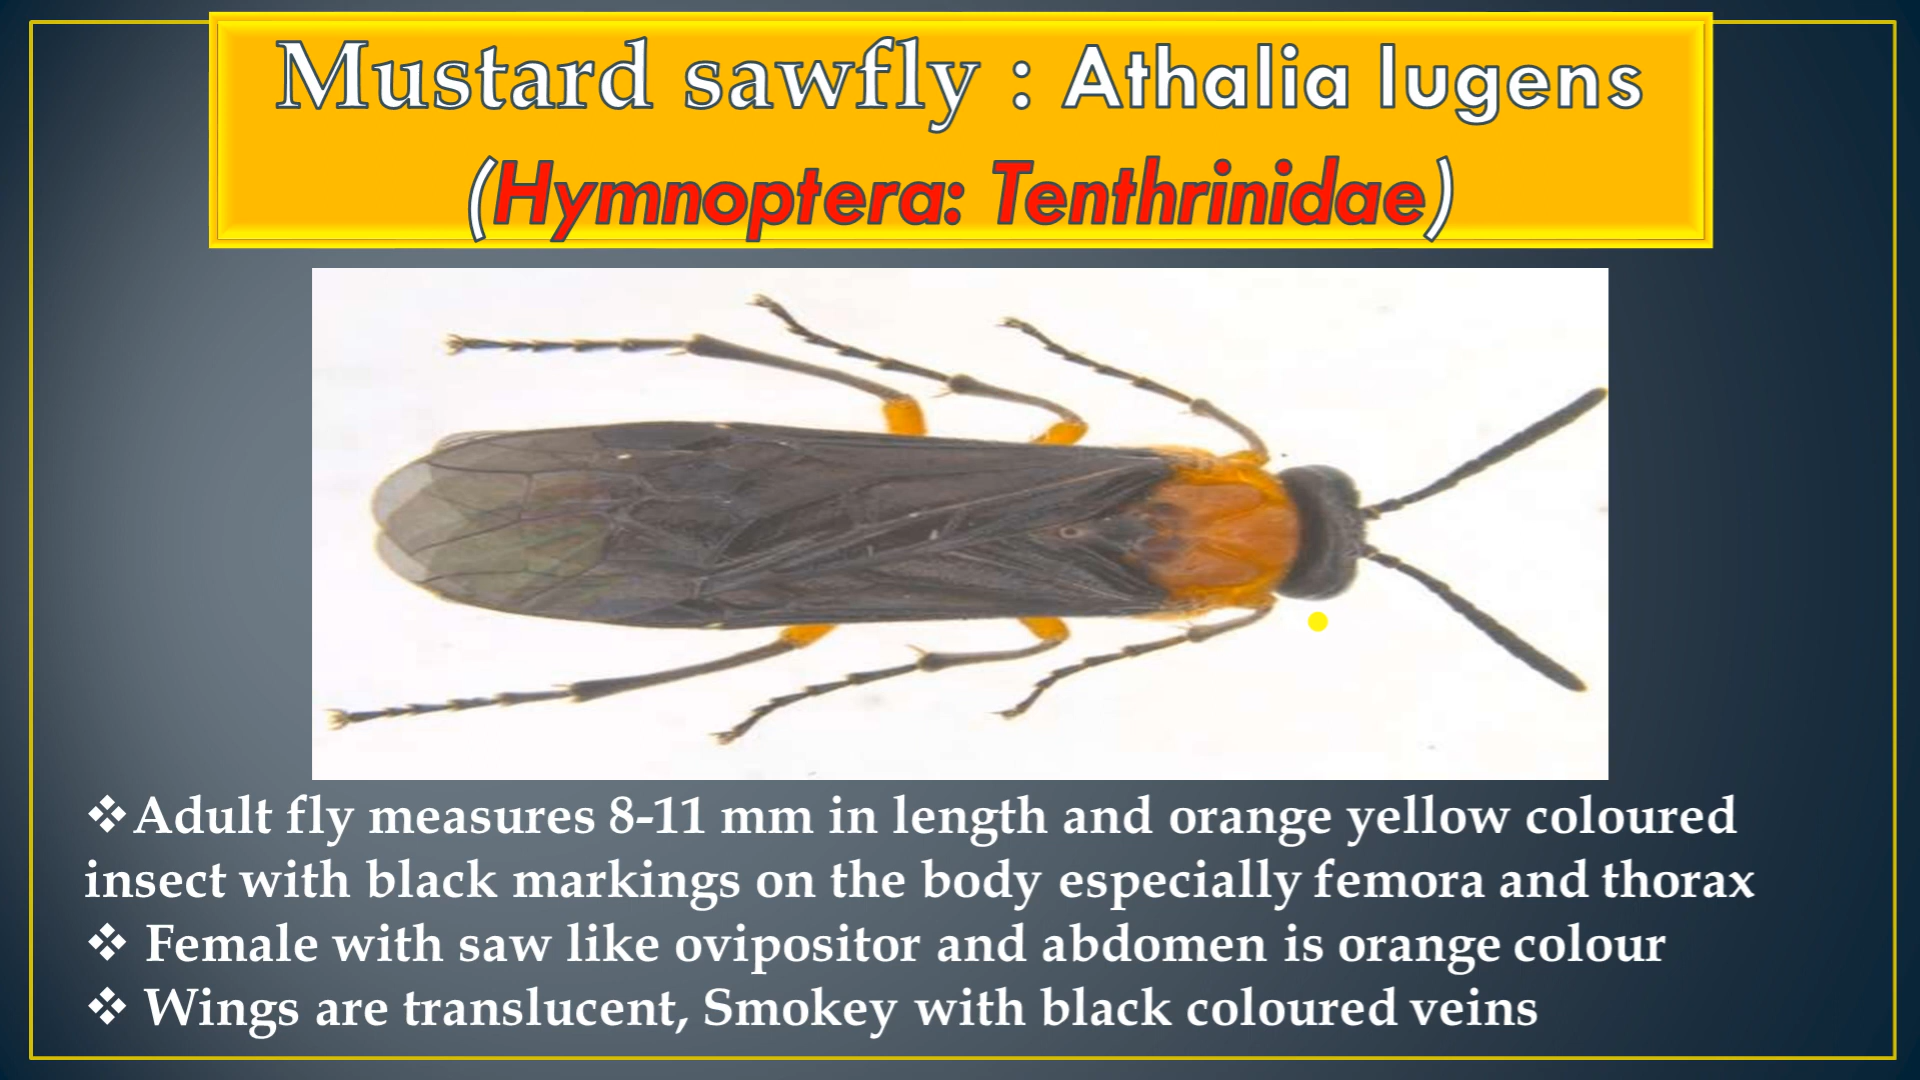 Mustard sawfly : Athalia lugens
(Hymnoptera: Tenthrinidae)
❖Adult fly measures 8-11 mm in length and orange yellow coloured
insect with black markings on the body especially femora and thorax
❖ Female with saw like ovipositor and abdomen is orange colour
❖ Wings are translucent, Smokey with black coloured veins